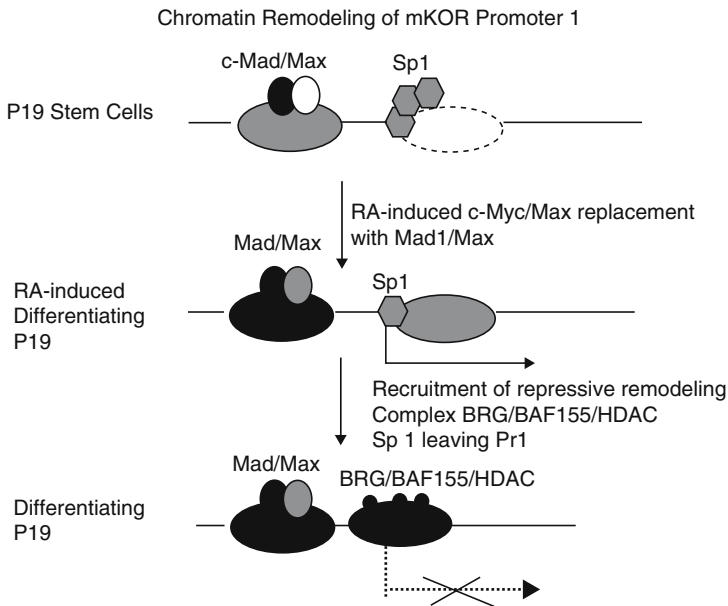 Chromatin Remodeling of mKOR Promoter 1
c-Mad/Max
Sp1
P19 Stem Cells
RA-induced c-Myc/Max replacement
with Mad1/Max
Mad/Max
Sp1
RA-induced
Differentiating
P19
Recruitment of repressive remodeling
Complex BRG/BAF155/HDAC
Sp 1 leaving Pr1
Mad/Max
BRG/BAF155/HDAC
Differentiating
P19